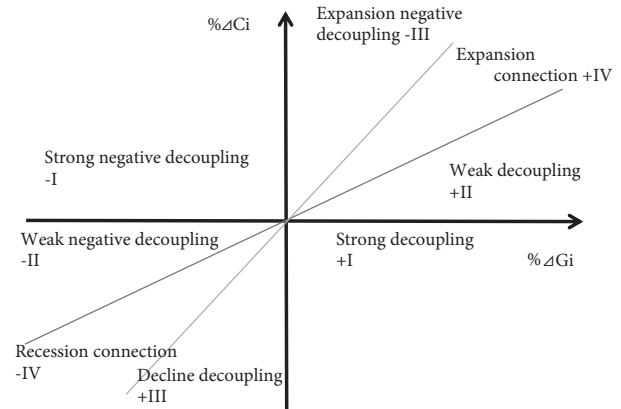 %⊿Ci
Expansion negative
decoupling -III
Expansion
connection +IV
Strong negative decoupling
-I
Weak decoupling
+II
Weak negative decoupling
-II
Strong decoupling
+I
%⊿Gi
Recession connection
-IV
Decline decoupling
+III